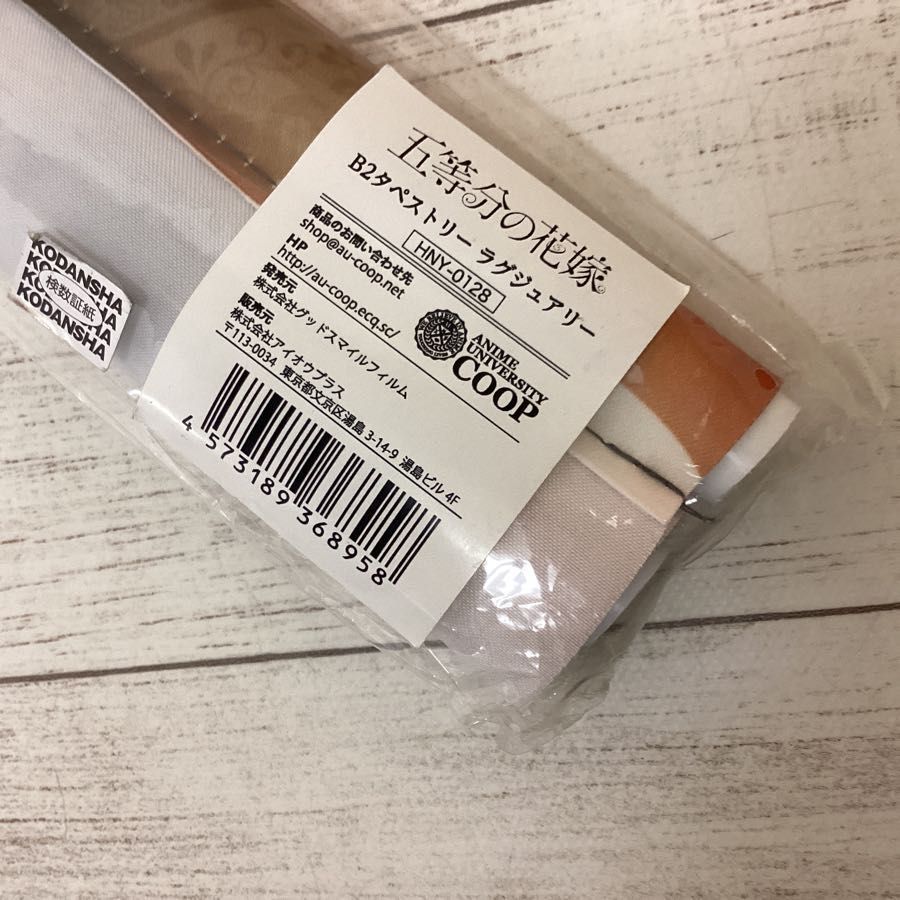 五等分の花嫁
B2タペストリー ラグジュアリー
HNY-0128
商品のお問い合わせ先
shop@au-coop.net
HP
http://au-coop.ecq.sc/
発売元
株式会社グッドスマイルフィルム
販売元
株式会社アイオウプラス
〒113-0034 東京都文京区湯島 3-14-9 湯島ビル 4F
ANIME
UNIVERSITY
COOP
4 573189 368958
KODANSHA
検数証紙
KODANSHA